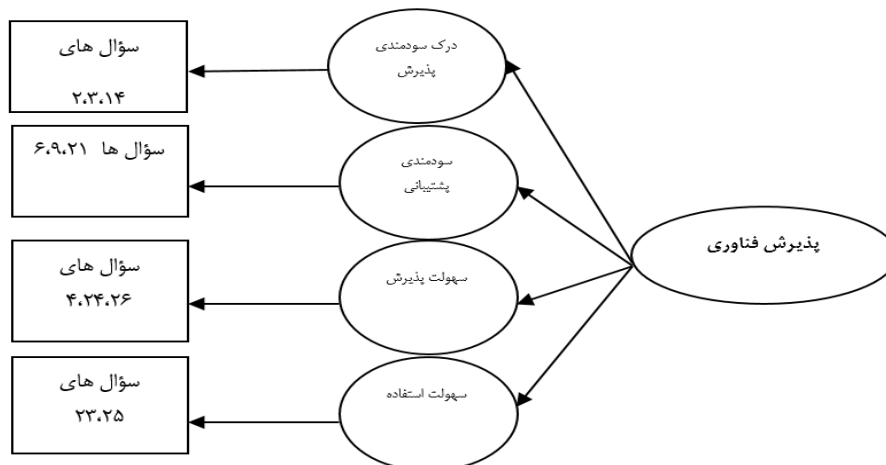 پذیرش فناوری
درک سودمندی
پذیرش
سؤال های
۲،۳،۱۴
سودمندی
پشتیبانی
سؤال ها ۶،۹،۲۱
سهولت پذیرش
سؤال های
۴،۲۴،۲۶
سهولت استفاده
سؤال های
۲۳،۲۵